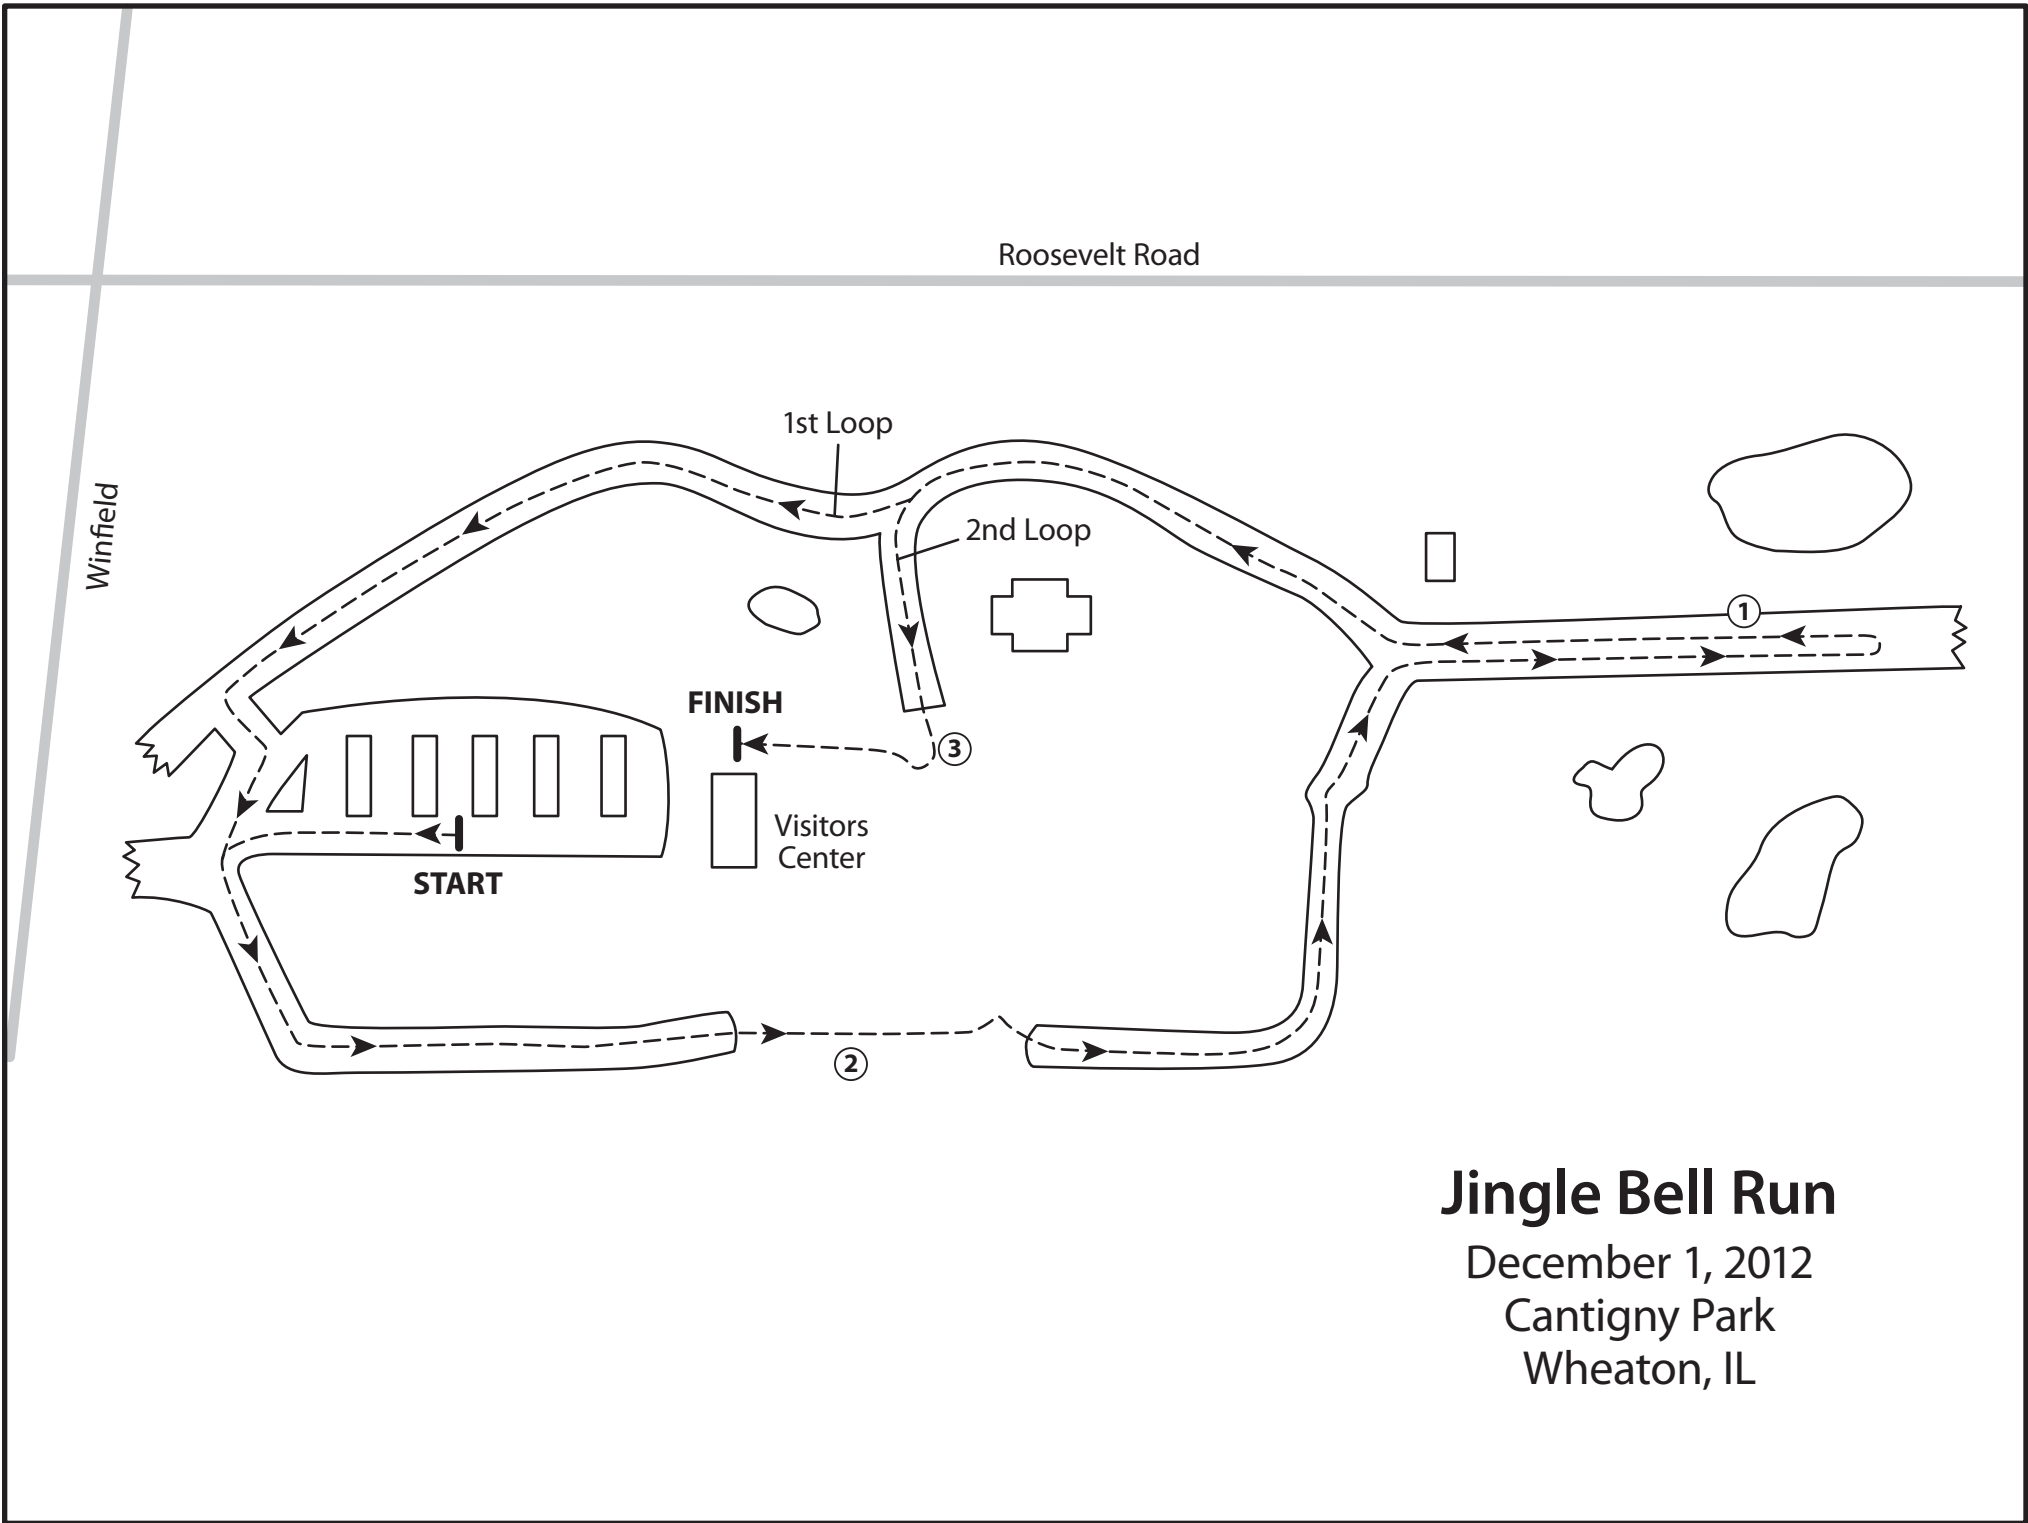 Roosevelt Road
Winfield
1st Loop
2nd Loop
1
FINISH
3
Visitors
Center
START
2
Jingle Bell Run
December 1, 2012
Cantigny Park
Wheaton, IL